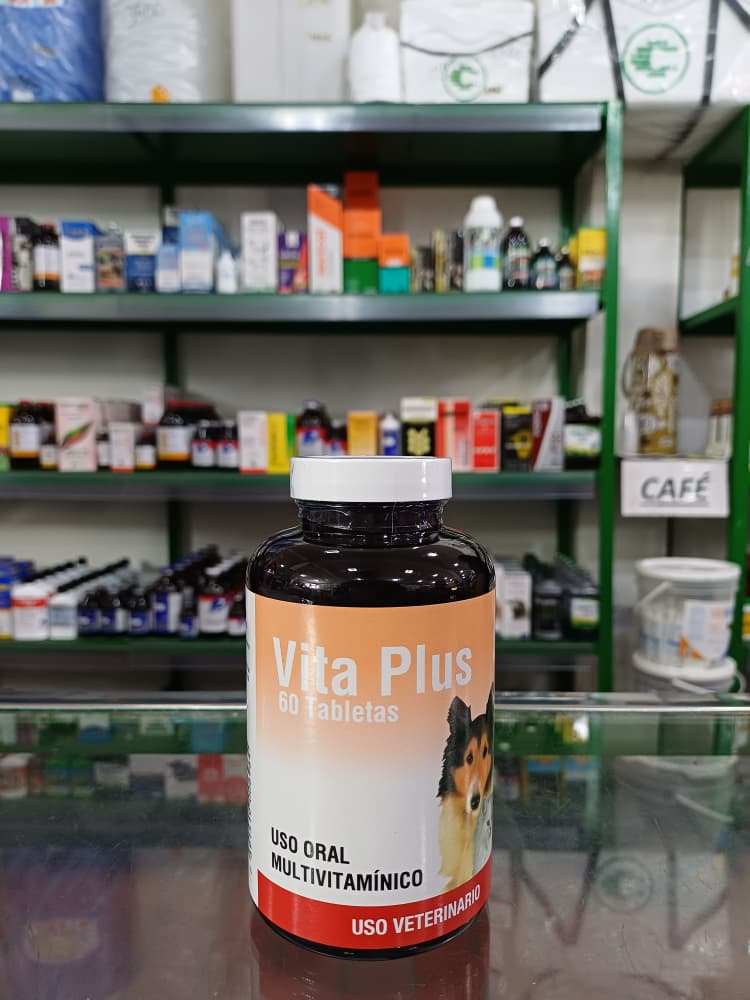 CAFÉ
Vita Plus
60 Tabletas
USO ORAL
MULTIVITAMÍNICO
USO VETERINARIO